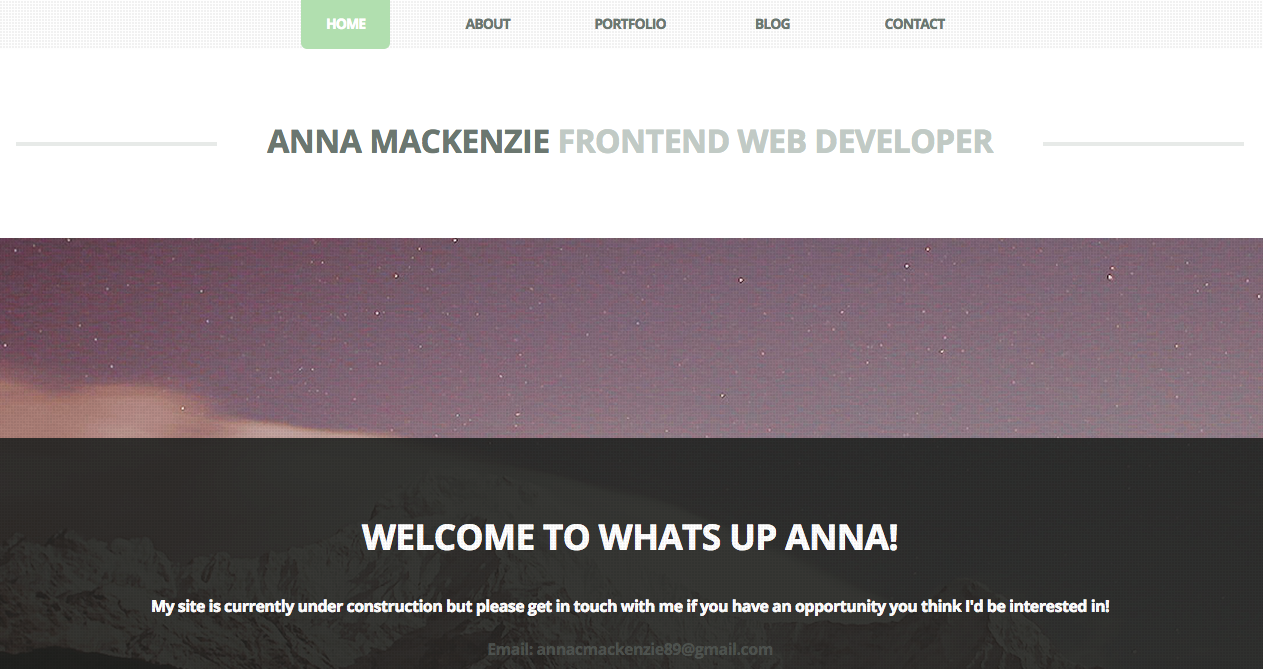 HOME ABOUT PORTFOLIO BLOG CONTACT
ANNA MACKENZIE FRONTEND WEB DEVELOPER
WELCOME TO WHATS UP ANNA!
My site is currently under construction but please get in touch with me if you have an opportunity you think I'd be interested in!
Email: annacmackenzie89@gmail.com